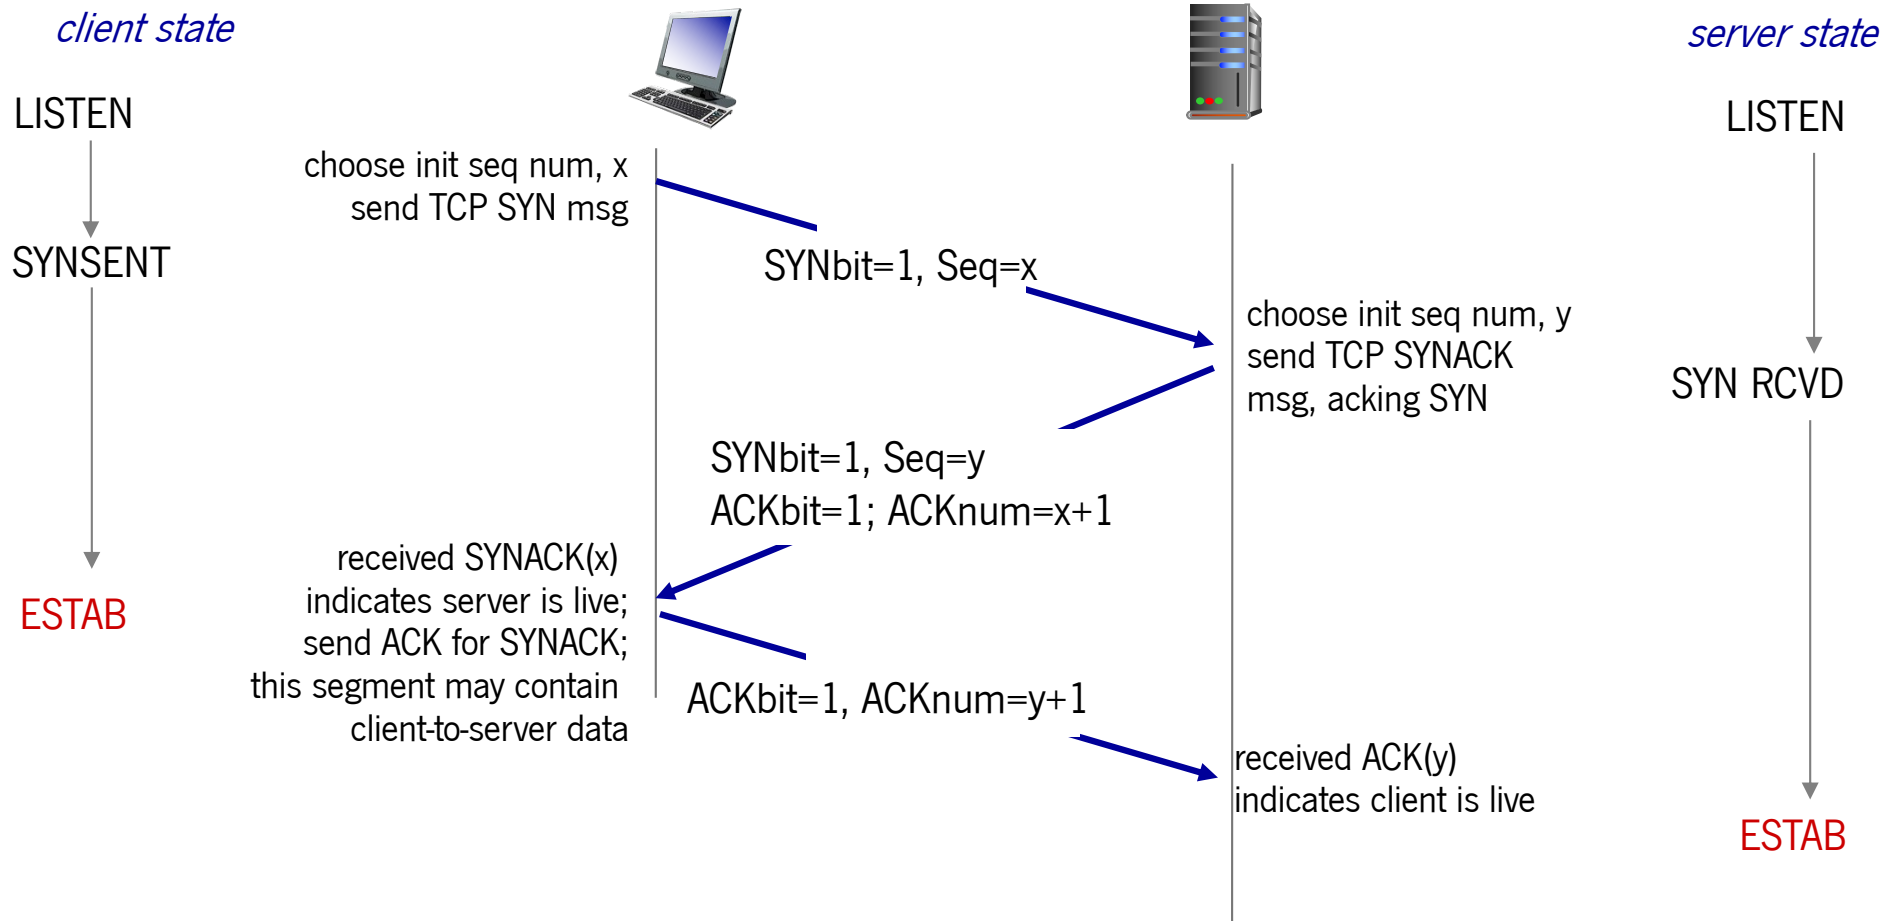 client state
server state
LISTEN
LISTEN
choose init seq num, x
send TCP SYN msg
SYNSENT
SYNbit=1, Seq=x
choose init seq num, y
send TCP SYNACK
msg, acking SYN
SYN RCVD
SYNbit=1, Seq=y
ACKbit=1; ACKnum=x+1
received SYNACK(x)
indicates server is live;
send ACK for SYNACK;
this segment may contain
client-to-server data
ESTAB
ACKbit=1, ACKnum=y+1
received ACK(y)
indicates client is live
ESTAB